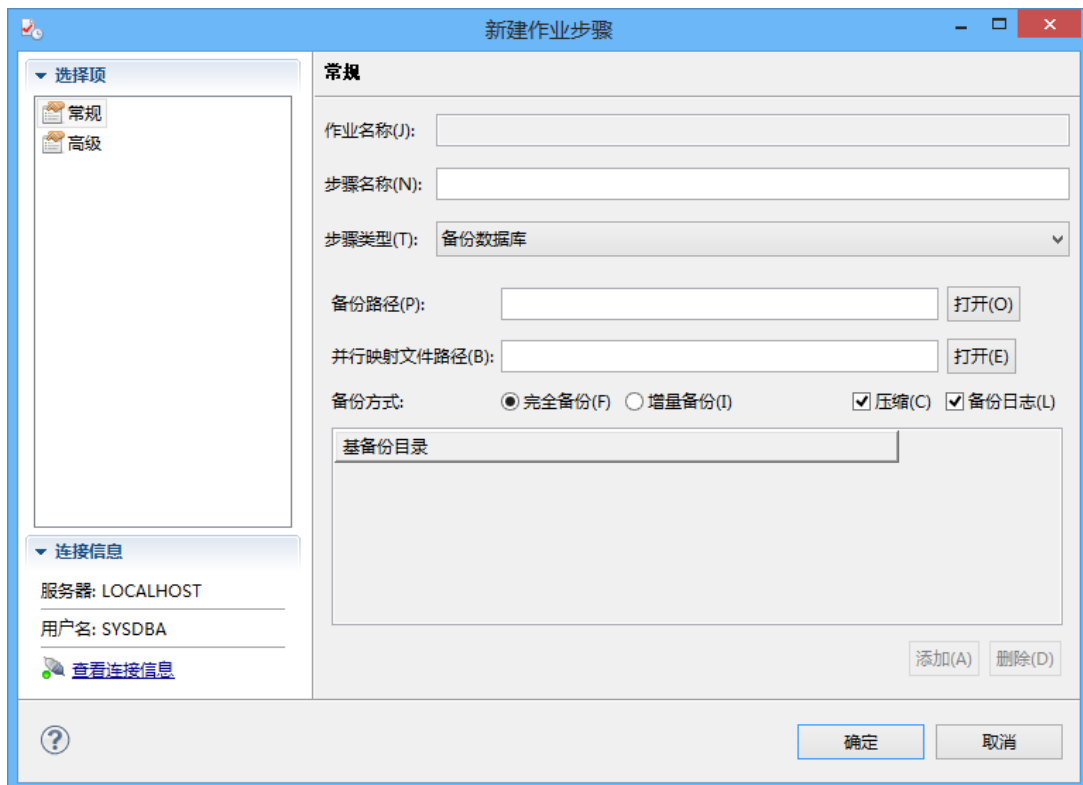 新建作业步骤
选择项
常规
高级
连接信息
服务器: LOCALHOST
用户名: SYSDBA
查看连接信息
常规
作业名称(J):
步骤名称(N):
步骤类型(T): 备份数据库
备份路径(P): 打开(O)
并行映射文件路径(B): 打开(E)
备份方式: 完全备份(F) 增量备份(I) 压缩(C) 备份日志(L)
基备份目录
添加(A) 删除(D)
确定 取消